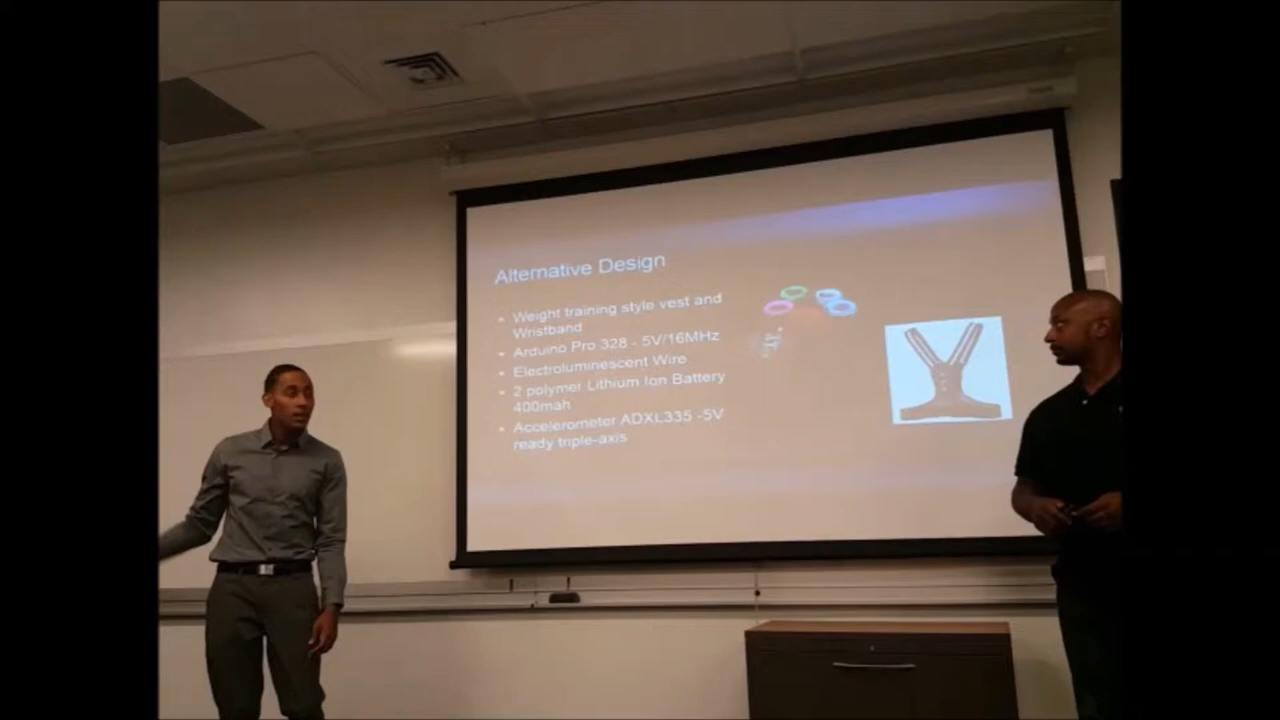 Alternative Design
Weight training style vest and
Wristband
Arduino Pro 328 - 5V/16MHz
Electroluminescent Wire
2 polymer Lithium Ion Battery
400mah
Accelerometer ADXL335 -5V
ready triple-axis